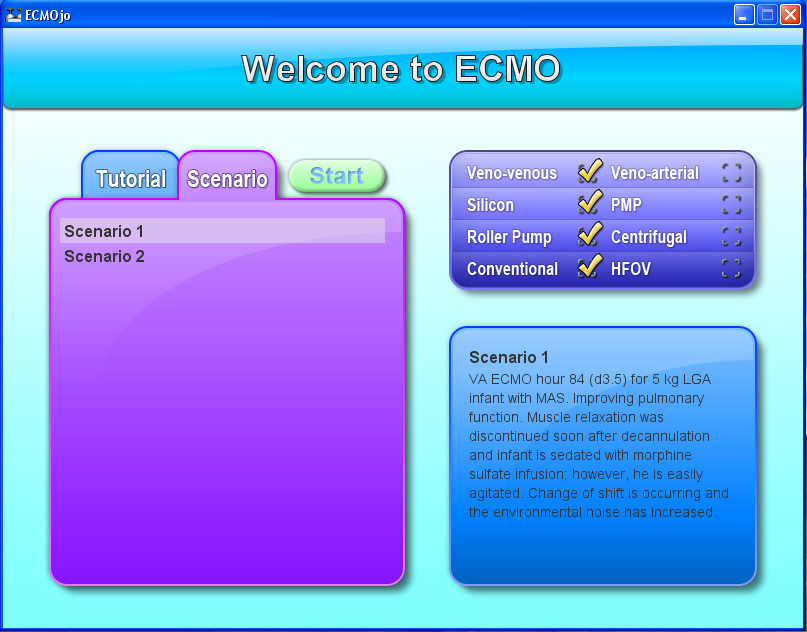 ECMOjo
Welcome to ECMO
Tutorial
Scenario
Start
Scenario 1
Scenario 2
Veno-venous Veno-arterial
Silicon PMP
Roller Pump Centrifugal
Conventional HFOV
Scenario 1
VA ECMO hour 84 (d3.5) for 5 kg LGA
infant with MAS. Improving pulmonary
function. Muscle relaxation was
discontinued soon after decannulation
and infant is sedated with morphine
sulfate infusion; however, he is easily
agitated. Change of shift is occurring and
the environmental noise has increased.